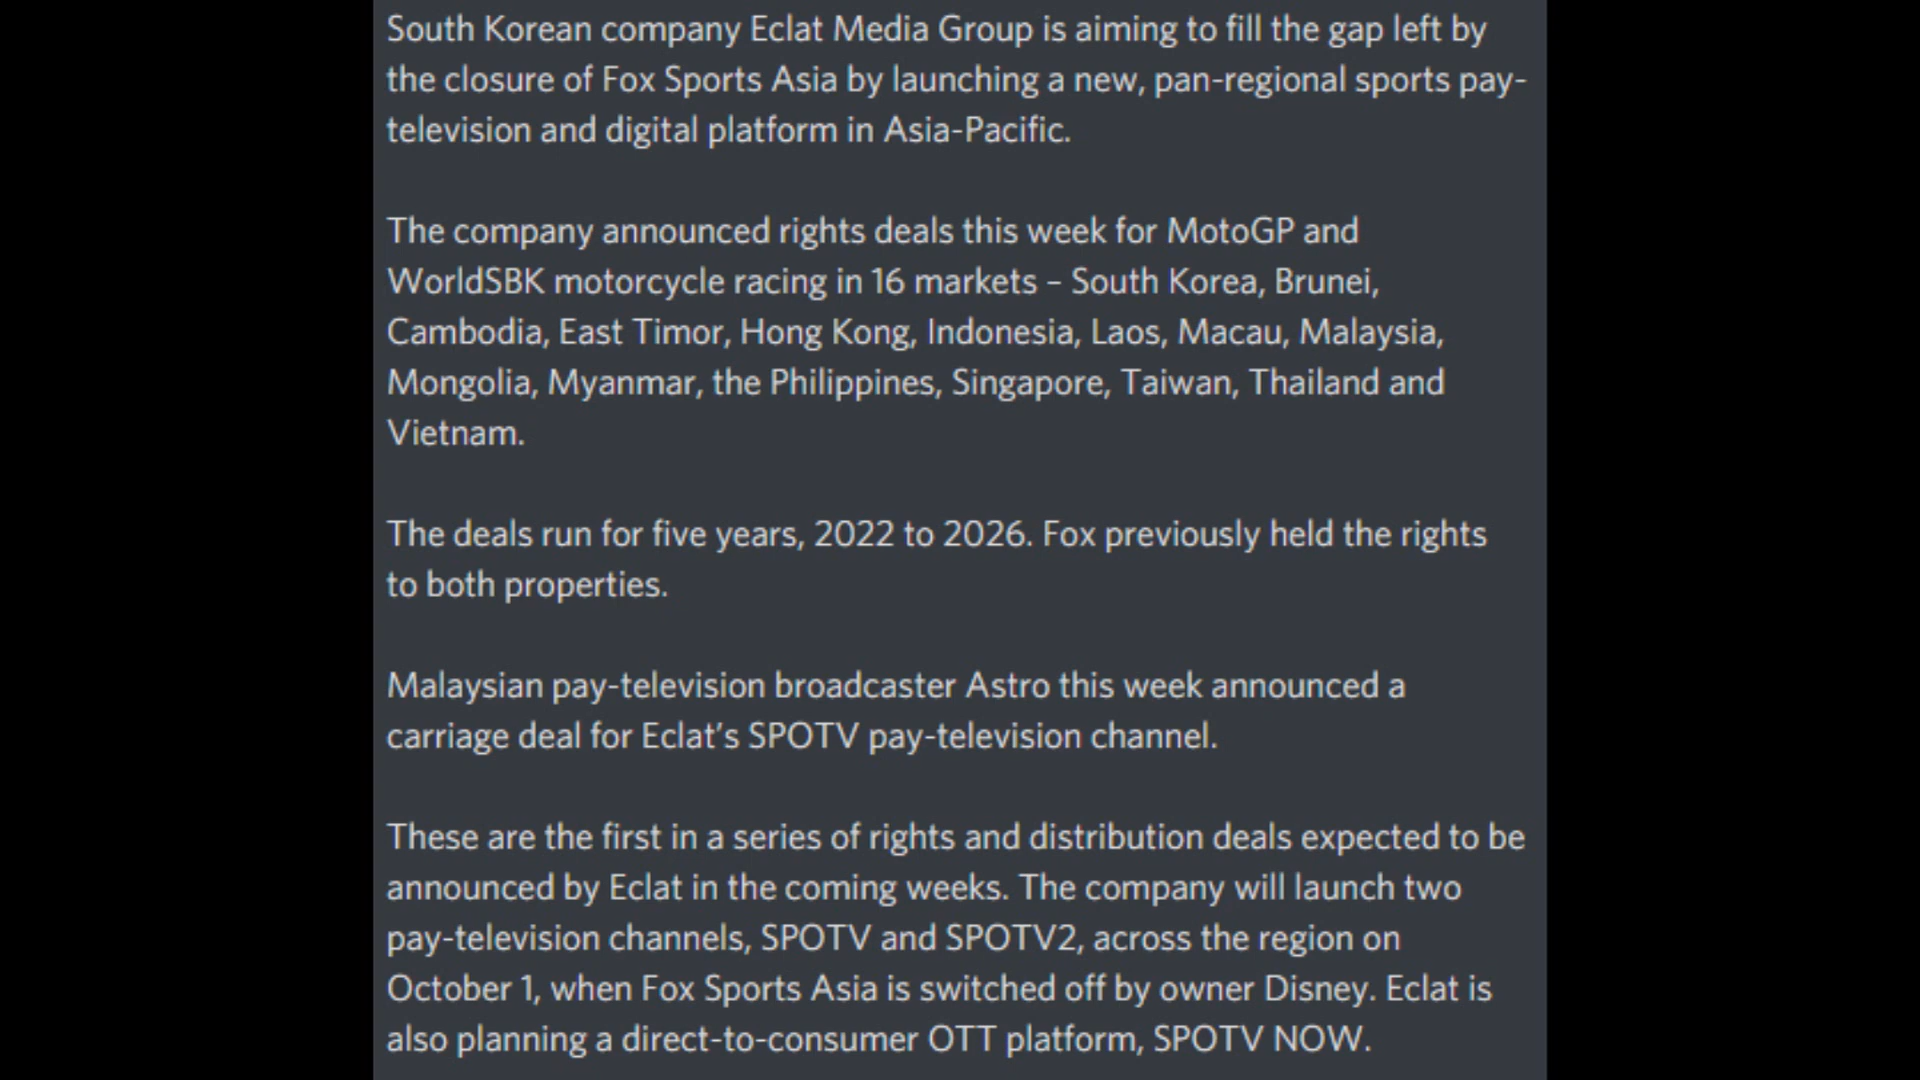 South Korean company Eclat Media Group is aiming to fill the gap left by
the closure of Fox Sports Asia by launching a new, pan-regional sports pay-
television and digital platform in Asia-Pacific.
The company announced rights deals this week for MotoGP and
WorldSBK motorcycle racing in 16 markets – South Korea, Brunei,
Cambodia, East Timor, Hong Kong, Indonesia, Laos, Macau, Malaysia,
Mongolia, Myanmar, the Philippines, Singapore, Taiwan, Thailand and
Vietnam.
The deals run for five years, 2022 to 2026. Fox previously held the rights
to both properties.
Malaysian pay-television broadcaster Astro this week announced a
carriage deal for Eclat’s SPOTV pay-television channel.
These are the first in a series of rights and distribution deals expected to be
announced by Eclat in the coming weeks. The company will launch two
pay-television channels, SPOTV and SPOTV2, across the region on
October 1, when Fox Sports Asia is switched off by owner Disney. Eclat is
also planning a direct-to-consumer OTT platform, SPOTV NOW.